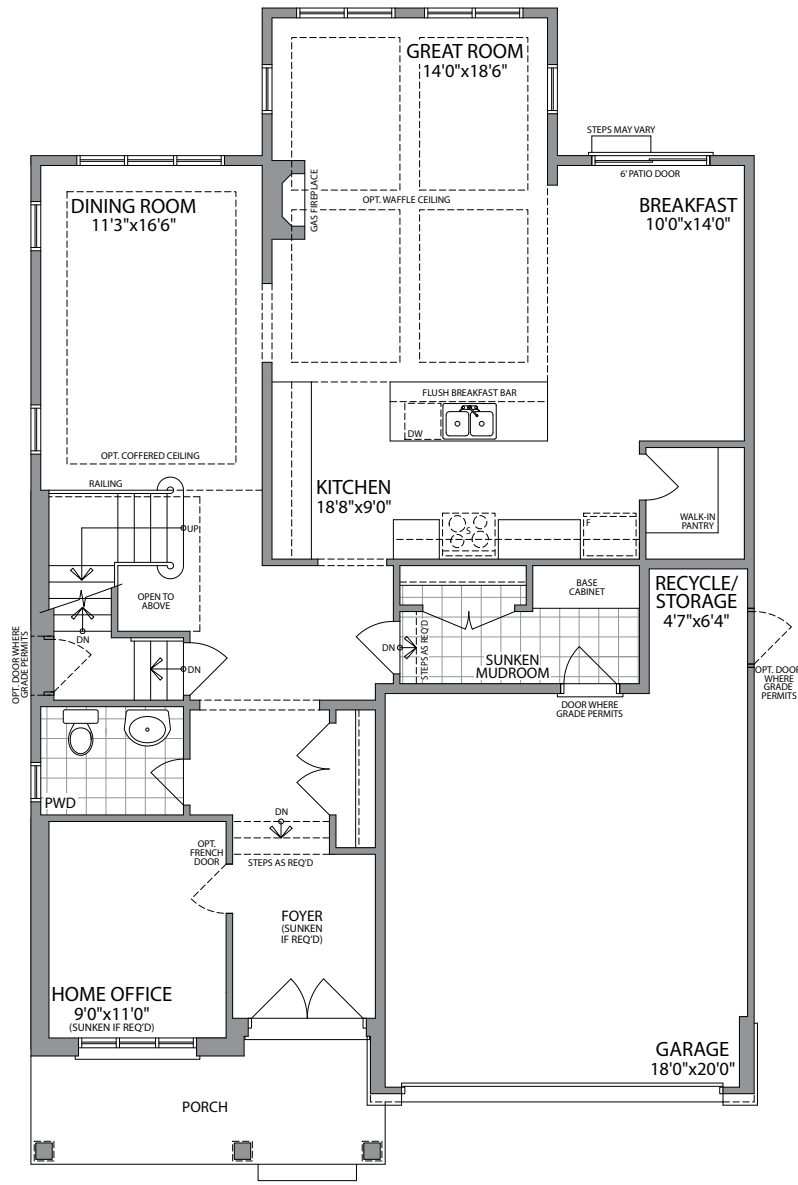 GREAT ROOM
14'0"x18'6"
STEPS MAY VARY
6' PATIO DOOR
GAS FIREPLACE
OPT. WAFFLE CEILING
DINING ROOM
11'3"x16'6"
BREAKFAST
10'0"x14'0"
FLUSH BREAKFAST BAR
DW
OPT. COFFERED CEILING
RAILING
KITCHEN
18'8"x9'0"
S
F
WALK-IN
PANTRY
UP
OPEN TO
ABOVE
BASE
CABINET
RECYCLE/
STORAGE
4'7"x6'4"
DN
OPT. DOOR WHERE
GRADE PERMITS
DN
DN
STEPS AS REQ'D
SUNKEN
MUDROOM
DOOR WHERE
GRADE PERMITS
OPT. DOOR
WHERE
GRADE
PERMITS
PWD
DN
STEPS AS REQ'D
OPT.
FRENCH
DOOR
FOYER
(SUNKEN
IF REQ'D)
HOME OFFICE
9'0"x11'0"
(SUNKEN IF REQ'D)
GARAGE
18'0"x20'0"
PORCH